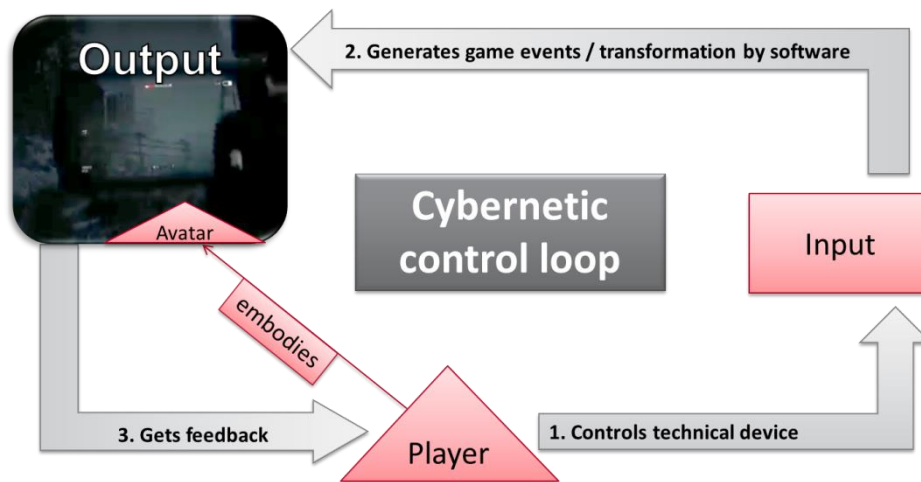 Output
2. Generates game events / transformation by software
Cybernetic
control loop
Input
Avatar
embodies
3. Gets feedback
Player
1. Controls technical device